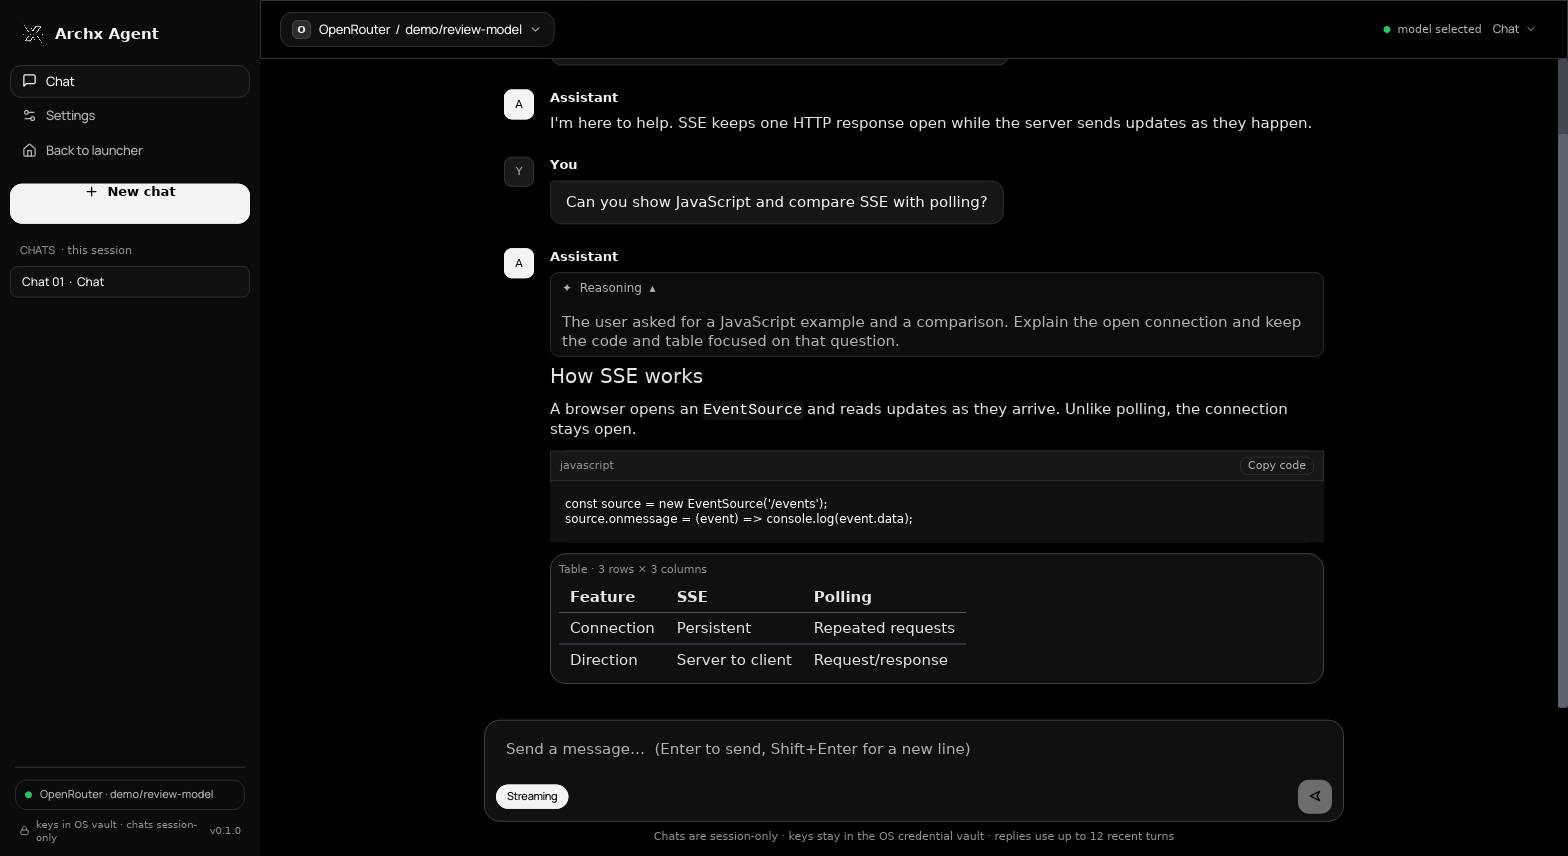 Archx Agent
Chat
Settings
Back to launcher
+ New chat
CHATS · this session
Chat 01 · Chat
OpenRouter · demo/review-model
keys in OS vault · chats session-
only
v0.1.0
O OpenRouter / demo/review-model
model selected Chat
A Assistant
I'm here to help. SSE keeps one HTTP response open while the server sends updates as they happen.
Y You
Can you show JavaScript and compare SSE with polling?
A Assistant
✦ Reasoning ▴
The user asked for a JavaScript example and a comparison. Explain the open connection and keep
the code and table focused on that question.
How SSE works
A browser opens an EventSource and reads updates as they arrive. Unlike polling, the connection
stays open.
javascript Copy code
const source = new EventSource('/events');
source.onmessage = (event) => console.log(event.data);
Table · 3 rows × 3 columns
Feature SSE Polling
Connection Persistent Repeated requests
Direction Server to client Request/response
Send a message… (Enter to send, Shift+Enter for a new line)
Streaming
Chats are session-only · keys stay in the OS credential vault · replies use up to 12 recent turns